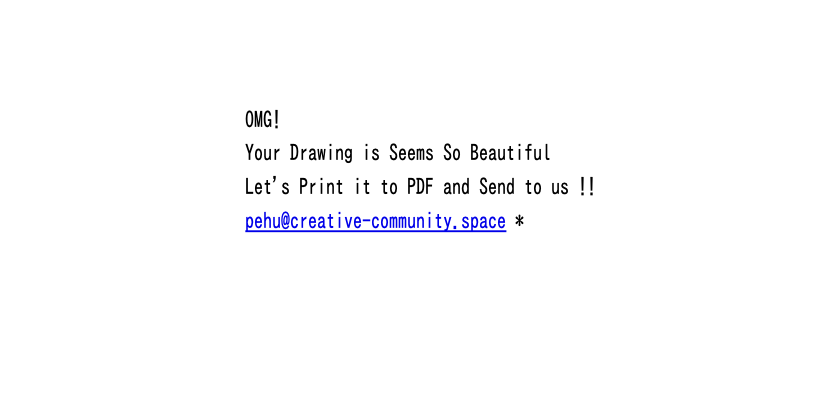 OMG!
Your Drawing is Seems So Beautiful
Let's Print it to PDF and Send to us !!
pehu@creative-community.space *